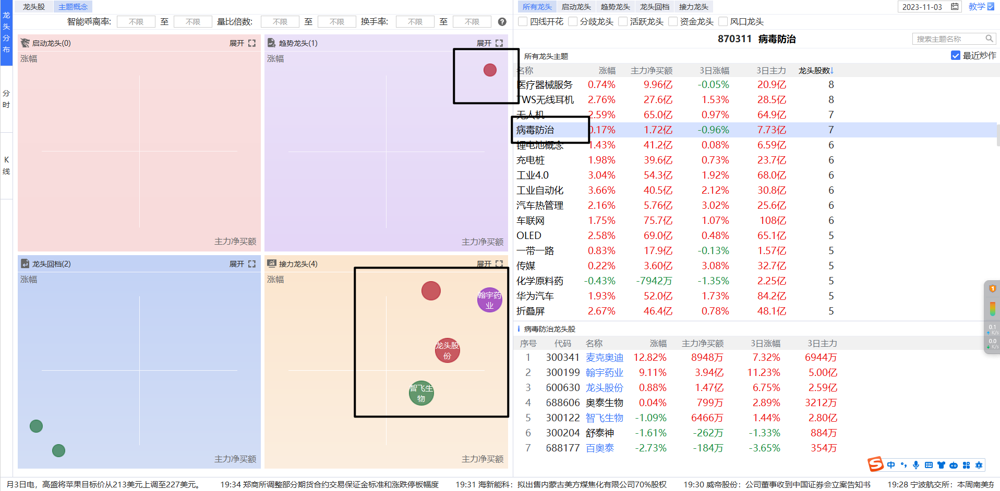 龙头股 主题概念
所有龙头 启动龙头 趋势龙头 龙头回档 接力龙头 2023-11-03 教学
龙头分布
分时
K线
智能乖离率: 不限 至 不限 量比倍数: 不限 至 不限 换手率: 不限 至 不限 ?
四线开花 分歧龙头 活跃龙头 资金龙头 风口龙头
870311 病毒防治 搜索主题名称
启动龙头(0) 展开
涨幅
主力净买额
趋势龙头(1) 展开
涨幅
主力净买额
龙头回档(2) 展开
涨幅
主力净买额
接力龙头(4) 展开
涨幅
翰宇药业
龙头股份
智飞生物
主力净买额
所有龙头主题 最近炒作
名称 涨幅 主力净买额 3日涨幅 3日主力 龙头股数↓
医疗器械服务 0.74% 9.96亿 -0.05% 20.9亿 8
TWS无线耳机 2.76% 27.6亿 1.53% 28.5亿 8
无人机 2.59% 65.0亿 0.97% 64.9亿 7
病毒防治 0.17% 1.72亿 -0.96% 7.73亿 7
锂电池概念 1.43% 41.2亿 0.08% 6.59亿 6
充电桩 1.98% 39.6亿 0.73% 23.7亿 6
工业4.0 3.04% 54.3亿 1.92% 68.0亿 6
工业自动化 3.66% 40.5亿 2.12% 30.8亿 6
汽车热管理 2.16% 5.76亿 3.02% 25.6亿 6
车联网 1.75% 75.7亿 1.07% 108亿 6
OLED 2.58% 69.0亿 0.48% 65.1亿 5
一带一路 0.83% 17.9亿 -0.13% 1.57亿 5
传媒 0.22% 3.60亿 3.08% 32.7亿 5
化学原料药 -0.43% -7942万 -1.35% 2.25亿 5
华为汽车 1.93% 52.0亿 1.73% 84.2亿 5
折叠屏 2.67% 46.4亿 0.78% 48.1亿 5
病毒防治龙头股
序号 代码 名称 涨幅 主力净买额 3日涨幅 3日主力
1 300341 麦克奥迪 12.82% 8948万 7.32% 6944万
2 300199 翰宇药业 9.11% 3.94亿 11.23% 5.00亿
3 600630 龙头股份 0.88% 1.47亿 6.75% 2.59亿
4 688606 奥泰生物 0.04% 799万 2.89% 3212万
5 300122 智飞生物 -1.09% 6466万 1.44% 2.80亿
6 300204 舒泰神 -1.61% -262万 -1.33% 884万
7 688177 百奥泰 -2.73% -184万 -3.65% 354万
1
0.1
K/s
0.0
K/s
S 中
月3日电，高盛将苹果目标价从213美元上调至227美元。 19:34 郑商所调整部分期货合约交易保证金标准和涨跌停板幅度 19:31 海新能科：拟出售内蒙古美方煤焦化有限公司70%股权 19:30 威帝股份：公司董事收到中国证券会立案告知书 19:28 宁波航交所：本周南美东